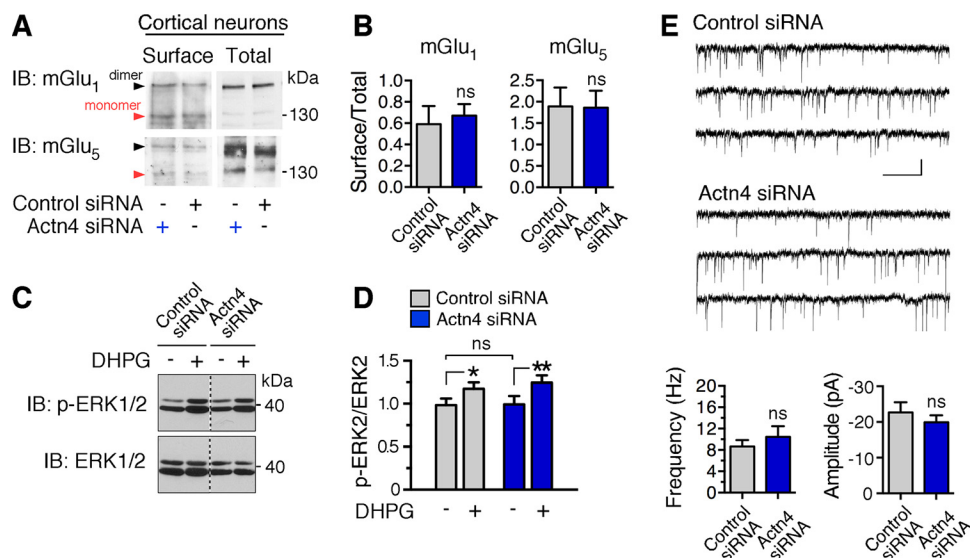 A
Cortical neurons
Surface Total
IB: mGlu1 dimer kDa
monomer -130
IB: mGlu5
-130
Control siRNA - + - +
Actn4 siRNA + - + -
B
mGlu1 mGlu5
Surface/Total
1.0
0.8
0.6
0.4
0.2
0
ns
Control siRNA
Actn4 siRNA
2.5
2.0
1.5
1.0
0.5
0
ns
Control siRNA
Actn4 siRNA
C
Control siRNA
Actn4 siRNA
DHPG - + - +
kDa
IB: p-ERK1/2 - 40
IB: ERK1/2 - 40
D
Control siRNA
Actn4 siRNA
p-ERK2/ERK2
1.5
1.0
0.5
0
ns
* **
DHPG - + - +
E
Control siRNA
Actn4 siRNA
Frequency (Hz)
20
16
12
8
4
0
ns
Control siRNA
Actn4 siRNA
Amplitude (pA)
-30
-20
-10
0
ns
Control siRNA
Actn4 siRNA